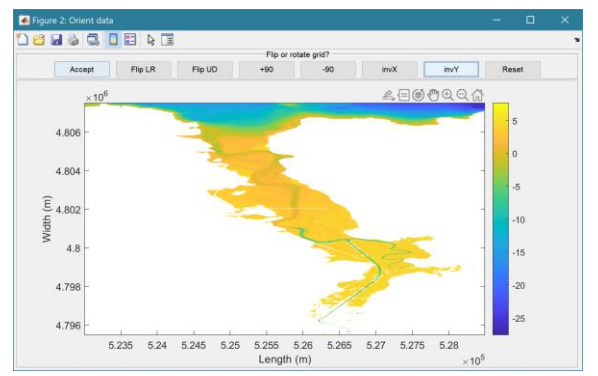 Figure 2: Orient data
Flip or rotate grid?
Accept Flip LR Flip UD +90 -90 invX invY Reset
×10⁶
4.806
4.804
4.802
4.8
4.798
4.796
Width (m)
5.235 5.24 5.245 5.25 5.255 5.26 5.265 5.27 5.275 5.28
Length (m)
×10⁵
5
0
-5
-10
-15
-20
-25